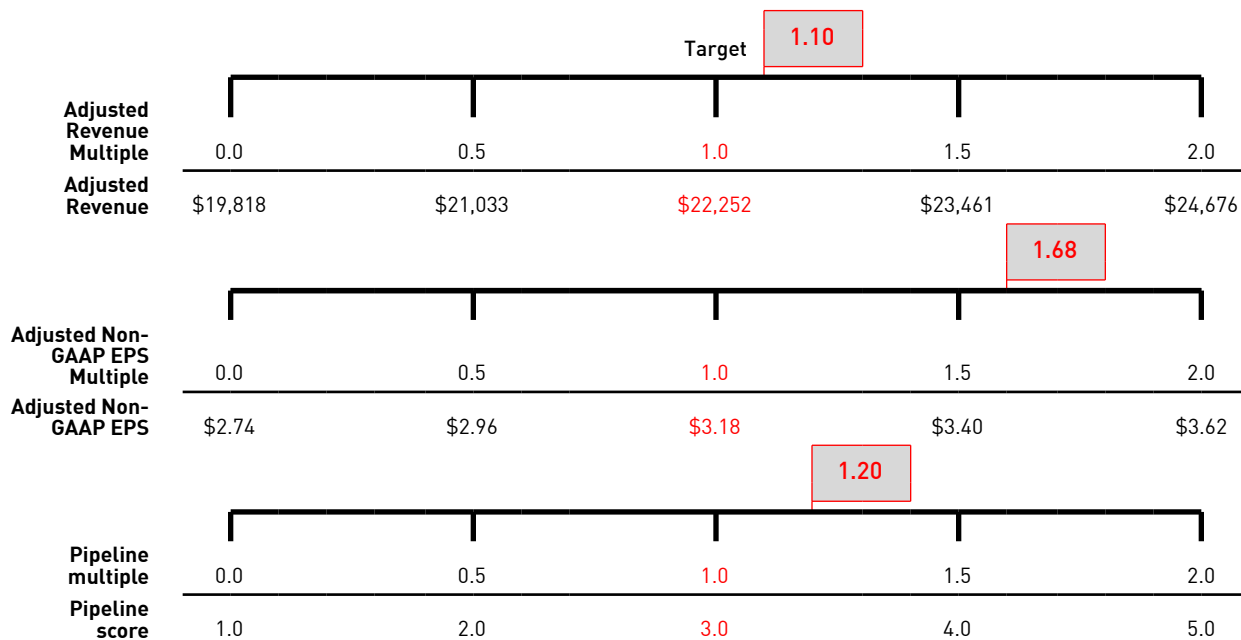 1.10
Target
Adjusted
Revenue
Multiple 0.0 0.5 1.0 1.5 2.0
Adjusted
Revenue $19,818 $21,033 $22,252 $23,461 $24,676
1.68
Adjusted Non-
GAAP EPS
Multiple 0.0 0.5 1.0 1.5 2.0
Adjusted Non-
GAAP EPS $2.74 $2.96 $3.18 $3.40 $3.62
1.20
Pipeline
multiple 0.0 0.5 1.0 1.5 2.0
Pipeline
score 1.0 2.0 3.0 4.0 5.0